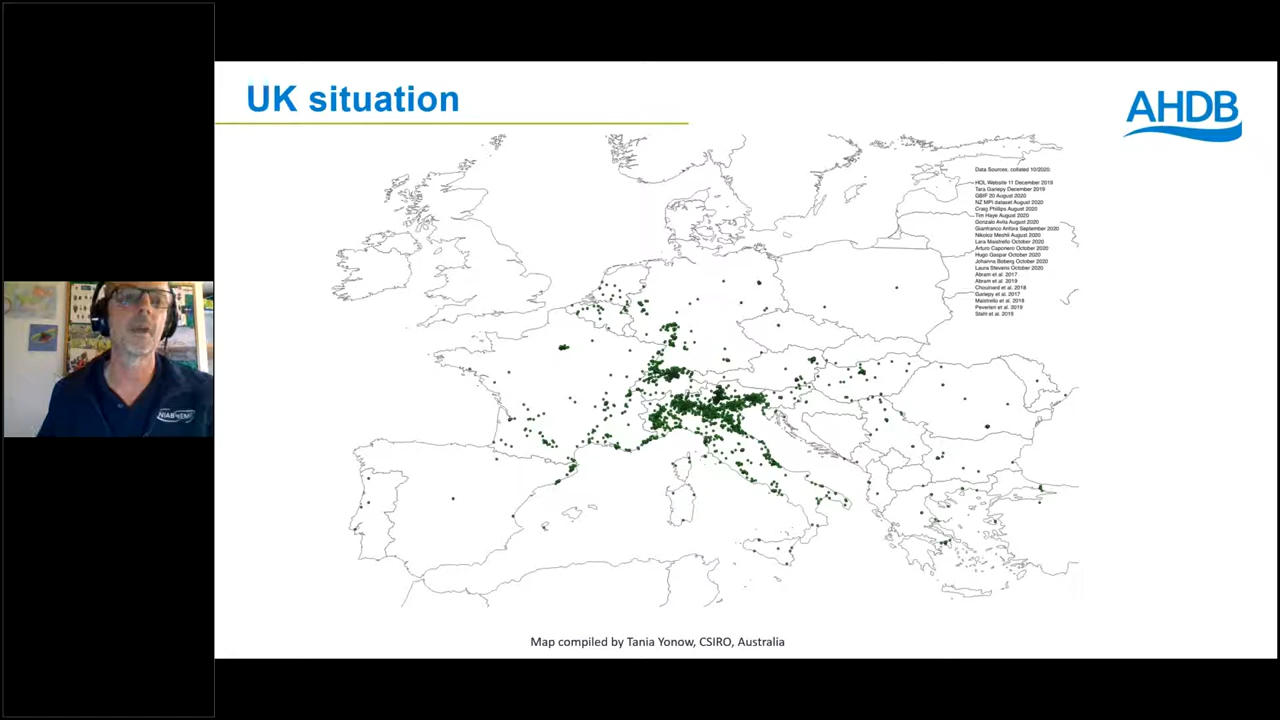 UK situation
AHDB
Data Sources, collated 10/2020:
HOL Website 11 December 2019
Tara Gariepy December 2019
GBIF 20 August 2020
NZ MPI dataset August 2020
Craig Phillips August 2020
Tim Haye August 2020
Gonzalo Avila August 2020
Gianfranco Anfora September 2020
Nikoloz Meshli August 2020
Lara Maistrello October 2020
Arturo Caponero October 2020
Hugo Gaspar October 2020
Johanna Boberg October 2020
Laura Stevens October 2020
Abram et al. 2017
Abram et al. 2019
Chouinard et al. 2018
Gariepy et al. 2017
Maistrello et al. 2018
Peverieri et al. 2019
Stahl et al. 2019
NIAB EMR
Map compiled by Tania Yonow, CSIRO, Australia